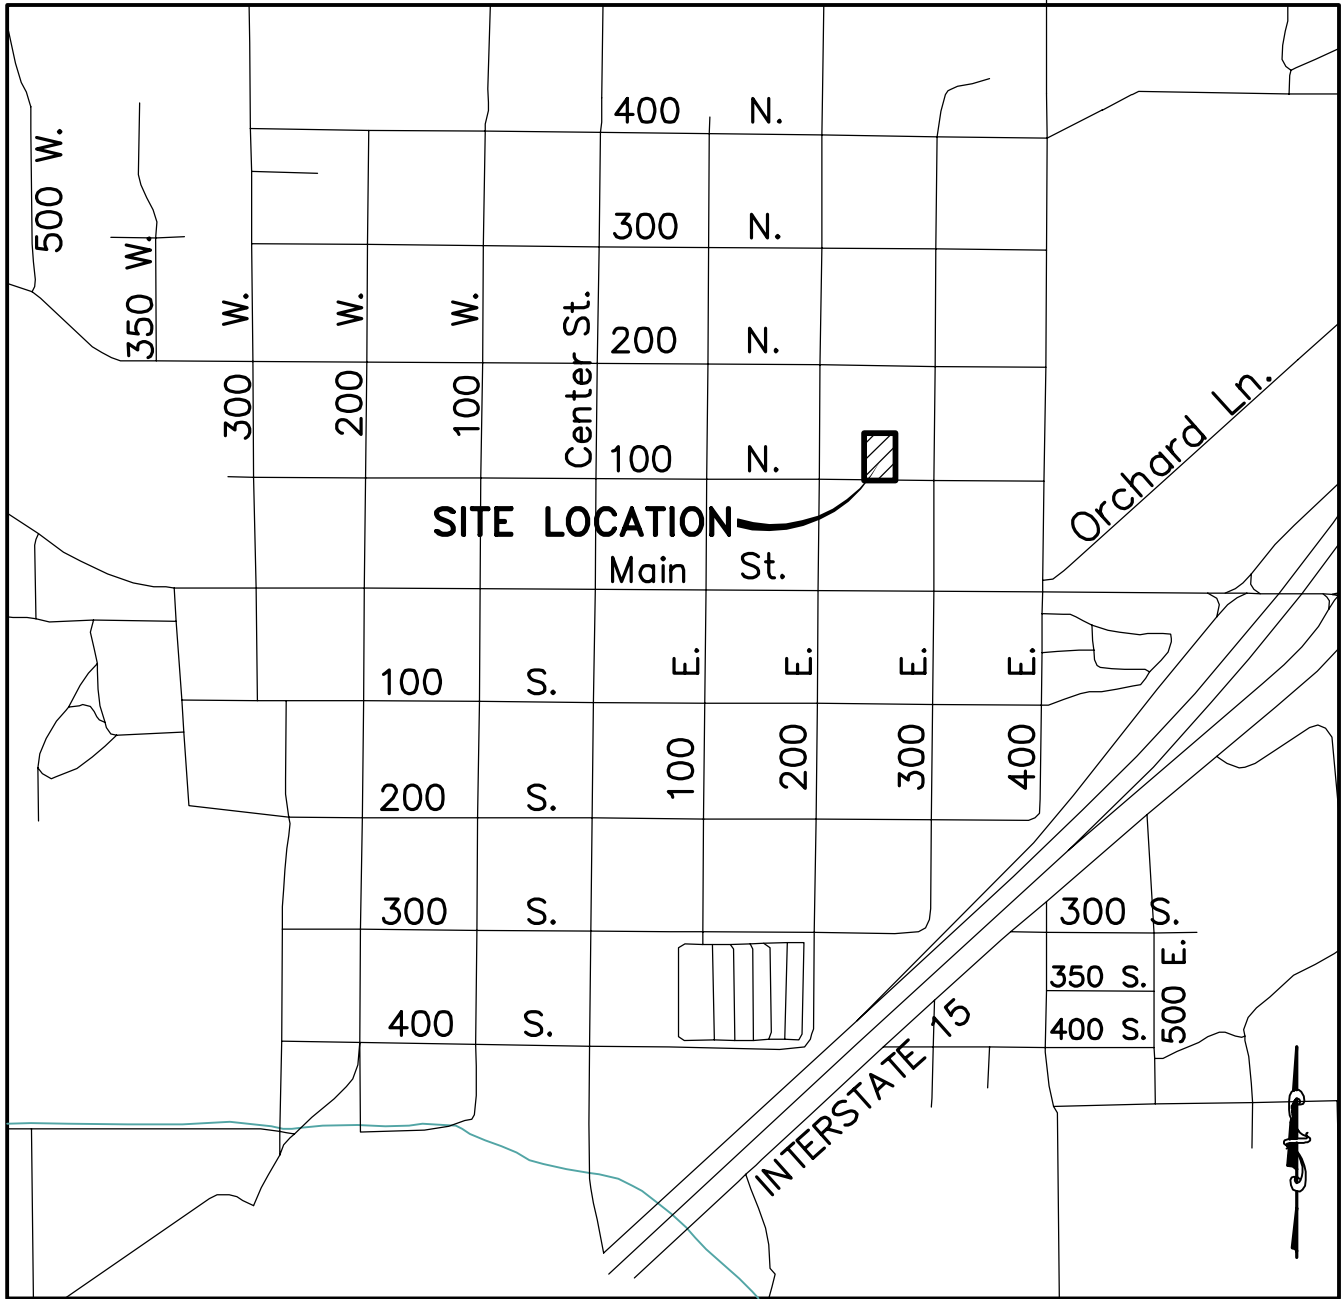 400 N.
500 W.
300 N.
350 W.
300 W.
200 W.
100 W.
Center St.
200 N.
Orchard Ln.
100 N.
SITE LOCATION
Main St.
100 S.
100 E.
200 E.
300 E.
400 E.
200 S.
300 S.
300 S.
350 S.
500 E.
400 S.
400 S.
INTERSTATE 15